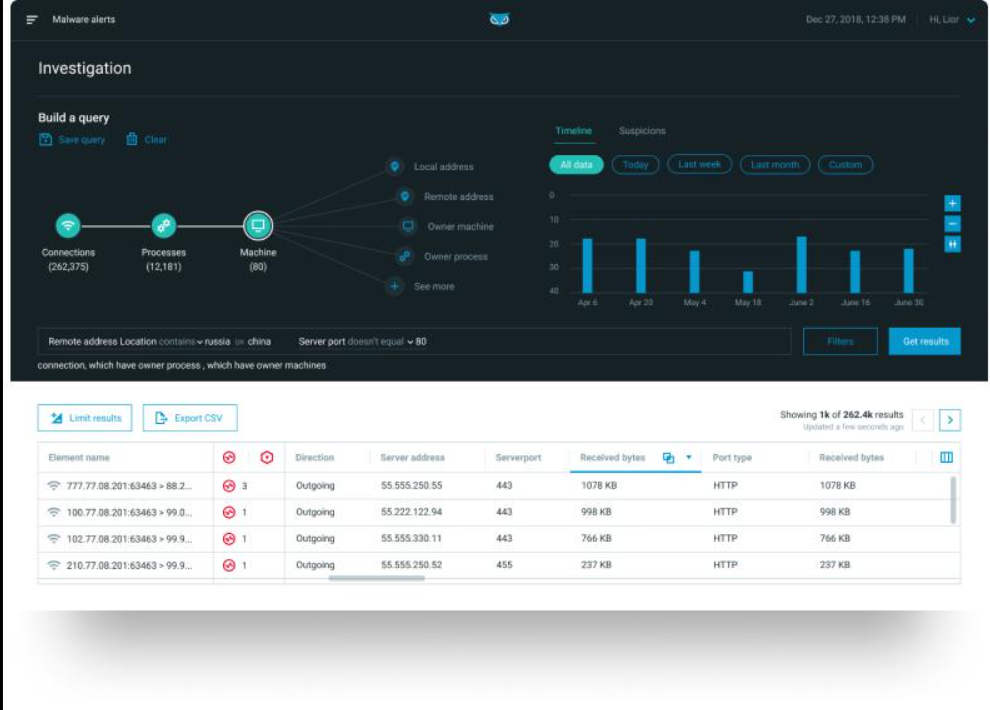 Malware alerts
Dec 27, 2018, 12:38 PM
Hi, Lior
Investigation
Build a query
Save query
Clear
Connections
(262,375)
Processes
(12,181)
Machine
(80)
Local address
Remote address
Owner machine
Owner process
See more
Timeline
Suspicions
All data
Today
Last week
Last month
Custom
0
10
20
30
40
Apr 6
Apr 20
May 4
May 18
June 2
June 16
June 30
Remote address Location contains russia or china Server port doesn't equal 80
Filters
Get results
connection, which have owner process , which have owner machines
Limit results
Export CSV
Showing 1k of 262.4k results
Updated a few seconds ago
Element name Direction Server address Serverport Received bytes Port type Received bytes
777.77.08.201:63463 > 88.2... 3 Outgoing 55.555.250.55 443 1078 KB HTTP 1078 KB
100.77.08.201:63463 > 99.0... 1 Outgoing 55.222.122.94 443 998 KB HTTP 998 KB
102.77.08.201:63463 > 99.9... 1 Outgoing 55.555.330.11 443 766 KB HTTP 766 KB
210.77.08.201:63463 > 99.9... 1 Outgoing 55.555.250.52 455 237 KB HTTP 237 KB